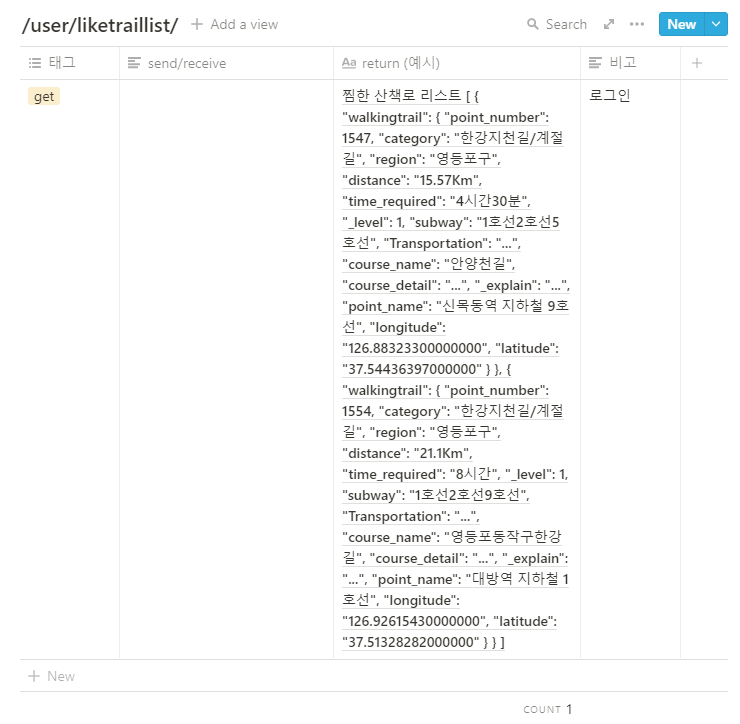 /user/liketraillist/ + Add a view Search New
태그 send/receive Aa return (예시) 비고
get 찜한 산책로 리스트 [ { 로그인
"walkingtrail": { "point_number":
1547, "category": "한강지천길/계절
길", "region": "영등포구",
"distance": "15.57Km",
"time_required": "4시간30분",
"_level": 1, "subway": "1호선2호선5
호선", "Transportation": "...",
"course_name": "안양천길",
"course_detail": "...", "_explain": "...",
"point_name": "신목동역 지하철 9호
선", "longitude":
"126.88323300000000", "latitude":
"37.54436397000000" } }, {
"walkingtrail": { "point_number":
1554, "category": "한강지천길/계절
길", "region": "영등포구",
"distance": "21.1Km",
"time_required": "8시간", "_level": 1,
"subway": "1호선2호선9호선",
"Transportation": "...",
"course_name": "영등포동작구한강
길", "course_detail": "...", "_explain":
"...", "point_name": "대방역 지하철 1
호선", "longitude":
"126.92615430000000", "latitude":
"37.51328282000000" } } ]
+ New
COUNT 1